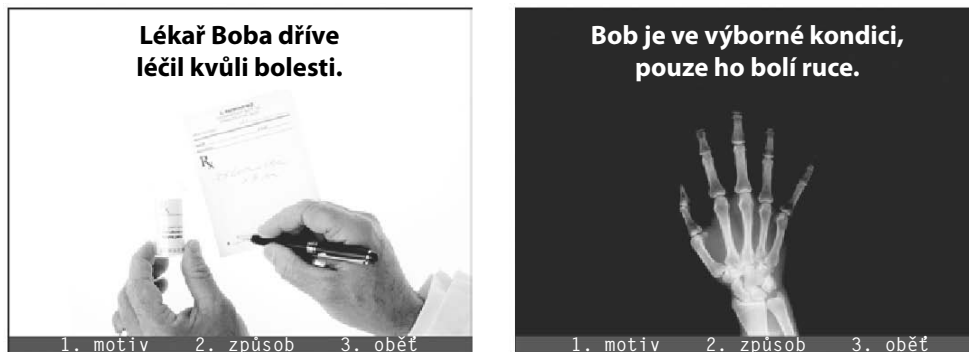 Lékař Boba dříve
léčil kvůli bolesti.
Rx
1. motiv 2. způsob 3. oběť
Bob je ve výborné kondici,
pouze ho bolí ruce.
1. motiv 2. způsob 3. oběť